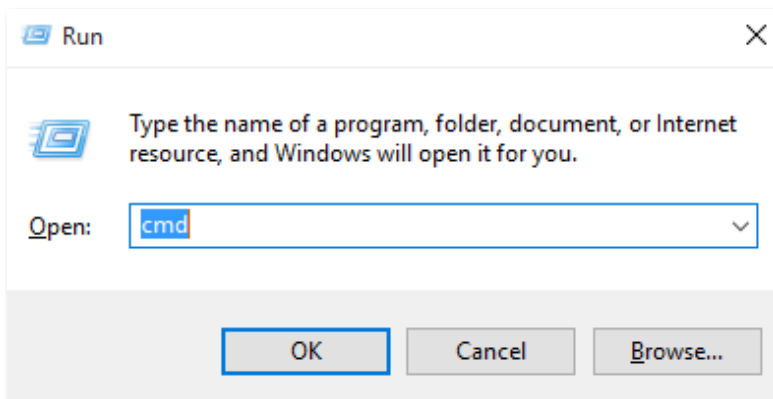 Run
Type the name of a program, folder, document, or Internet
resource, and Windows will open it for you.
Open: cmd
OK Cancel Browse...